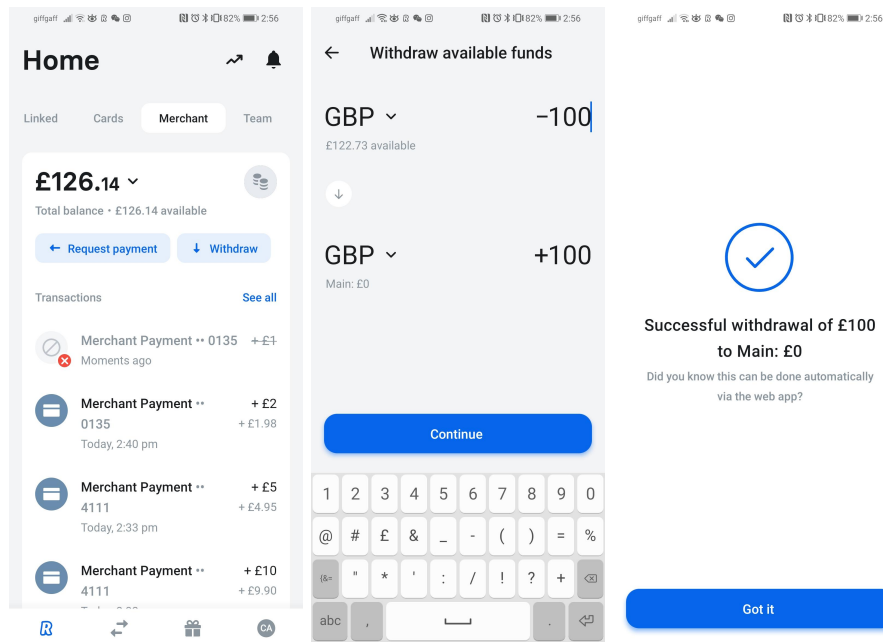 giffgaff 82% 2:56
Home
Linked Cards Merchant Team
£126.14
Total balance • £126.14 available
Request payment Withdraw
Transactions See all
Merchant Payment •• 0135 + £1
Moments ago
Merchant Payment •• + £2
0135 + £1.98
Today, 2:40 pm
Merchant Payment •• + £5
4111 + £4.95
Today, 2:33 pm
Merchant Payment •• + £10
4111 + £9.90
CA
giffgaff 82% 2:56
Withdraw available funds
GBP −100
£122.73 available
GBP +100
Main: £0
Continue
1 2 3 4 5 6 7 8 9 0
@ # £ & _ - ( ) = %
{&= " * ' : / ! ? +
abc , .
giffgaff 82% 2:56
Successful withdrawal of £100
to Main: £0
Did you know this can be done automatically
via the web app?
Got it